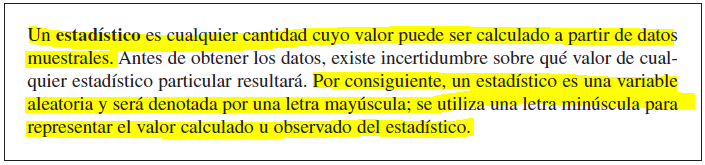 Un estadístico es cualquier cantidad cuyo valor puede ser calculado a partir de datos
muestrales. Antes de obtener los datos, existe incertidumbre sobre qué valor de cual-
quier estadístico particular resultará. Por consiguiente, un estadístico es una variable
aleatoria y será denotada por una letra mayúscula; se utiliza una letra minúscula para
representar el valor calculado u observado del estadístico.